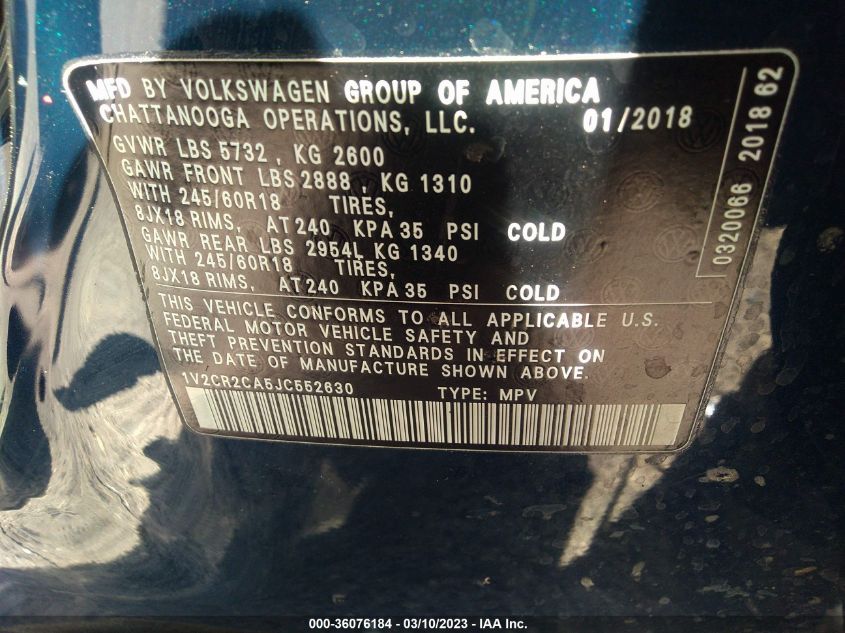 MFD BY VOLKSWAGEN GROUP OF AMERICA
CHATTANOOGA OPERATIONS, LLC. 01/2018
GVWR LBS 5732 , KG 2600
GAWR FRONT LBS 2888 , KG 1310
WITH 245/60R18 TIRES,
8JX18 RIMS, AT 240 KPA 35 PSI COLD
GAWR REAR LBS 2954L KG 1340
WITH 245/60R18 TIRES,
8JX18 RIMS, AT 240 KPA 35 PSI COLD
THIS VEHICLE CONFORMS TO ALL APPLICABLE U.S.
FEDERAL MOTOR VEHICLE SAFETY AND
THEFT PREVENTION STANDARDS IN EFFECT ON
THE DATE OF MANUFACTURE SHOWN ABOVE.
1V2CR2CA5JC552630 TYPE: MPV
0320066 2018 62
000-36076184 - 03/10/2023 - IAA Inc.